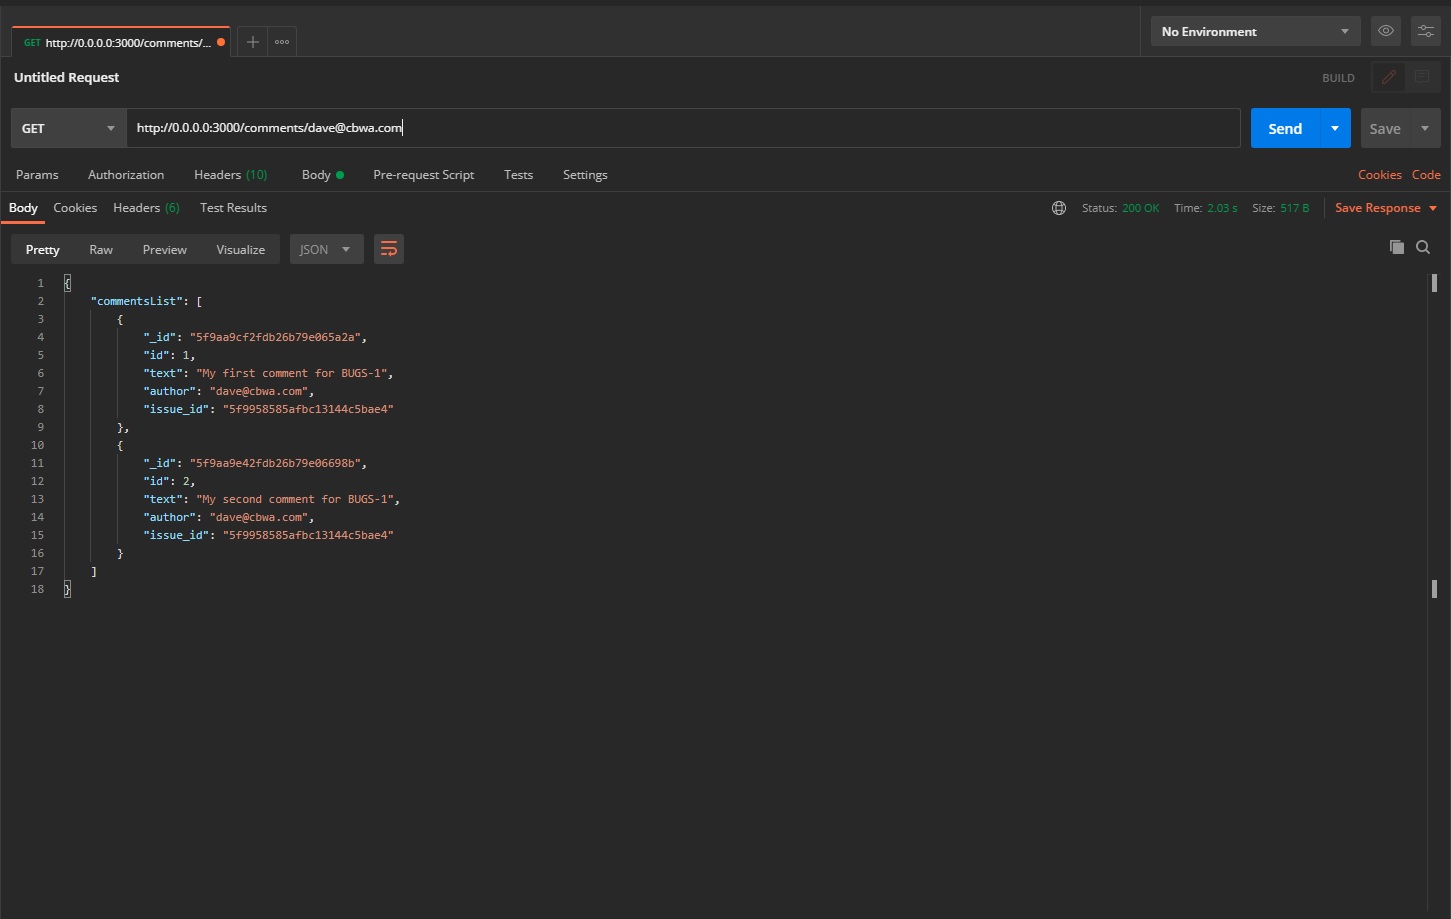 GET http://0.0.0.0:3000/comments/...
No Environment
Untitled Request
BUILD
GET http://0.0.0.0:3000/comments/dave@cbwa.com Send Save
Params Authorization Headers (10) Body Pre-request Script Tests Settings Cookies Code
Body Cookies Headers (6) Test Results Status: 200 OK Time: 2.03 s Size: 517 B Save Response
Pretty Raw Preview Visualize JSON
1 {
2 "commentsList": [
3 {
4 "_id": "5f9aa9cf2fdb26b79e065a2a",
5 "id": 1,
6 "text": "My first comment for BUGS-1",
7 "author": "dave@cbwa.com",
8 "issue_id": "5f9958585afbc13144c5bae4"
9 },
10 {
11 "_id": "5f9aa9e42fdb26b79e06698b",
12 "id": 2,
13 "text": "My second comment for BUGS-1",
14 "author": "dave@cbwa.com",
15 "issue_id": "5f9958585afbc13144c5bae4"
16 }
17 ]
18 }